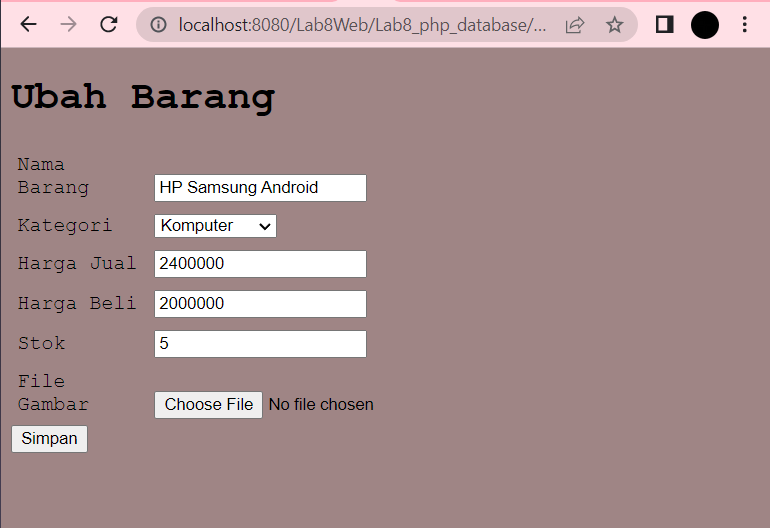 localhost:8080/Lab8Web/Lab8_php_database/...
Ubah Barang
Nama
Barang HP Samsung Android
Kategori Komputer
Harga Jual 2400000
Harga Beli 2000000
Stok 5
File
Gambar Choose File No file chosen
Simpan